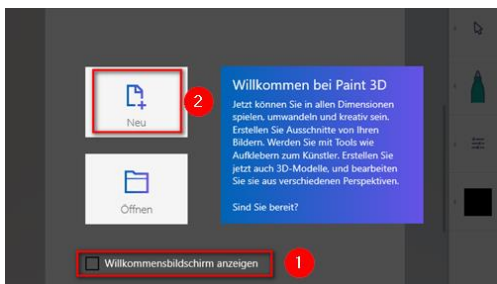 Willkommen bei Paint 3D
Jetzt können Sie in allen Dimensionen
spielen, umwandeln und kreativ sein.
Erstellen Sie Ausschnitte von Ihren
Bildern. Werden Sie mit Tools wie
Aufklebern zum Künstler. Erstellen Sie
jetzt auch 3D-Modelle, und bearbeiten
Sie sie aus verschiedenen Perspektiven.
Sind Sie bereit?
Neu
2
Öffnen
Willkommensbildschirm anzeigen
1